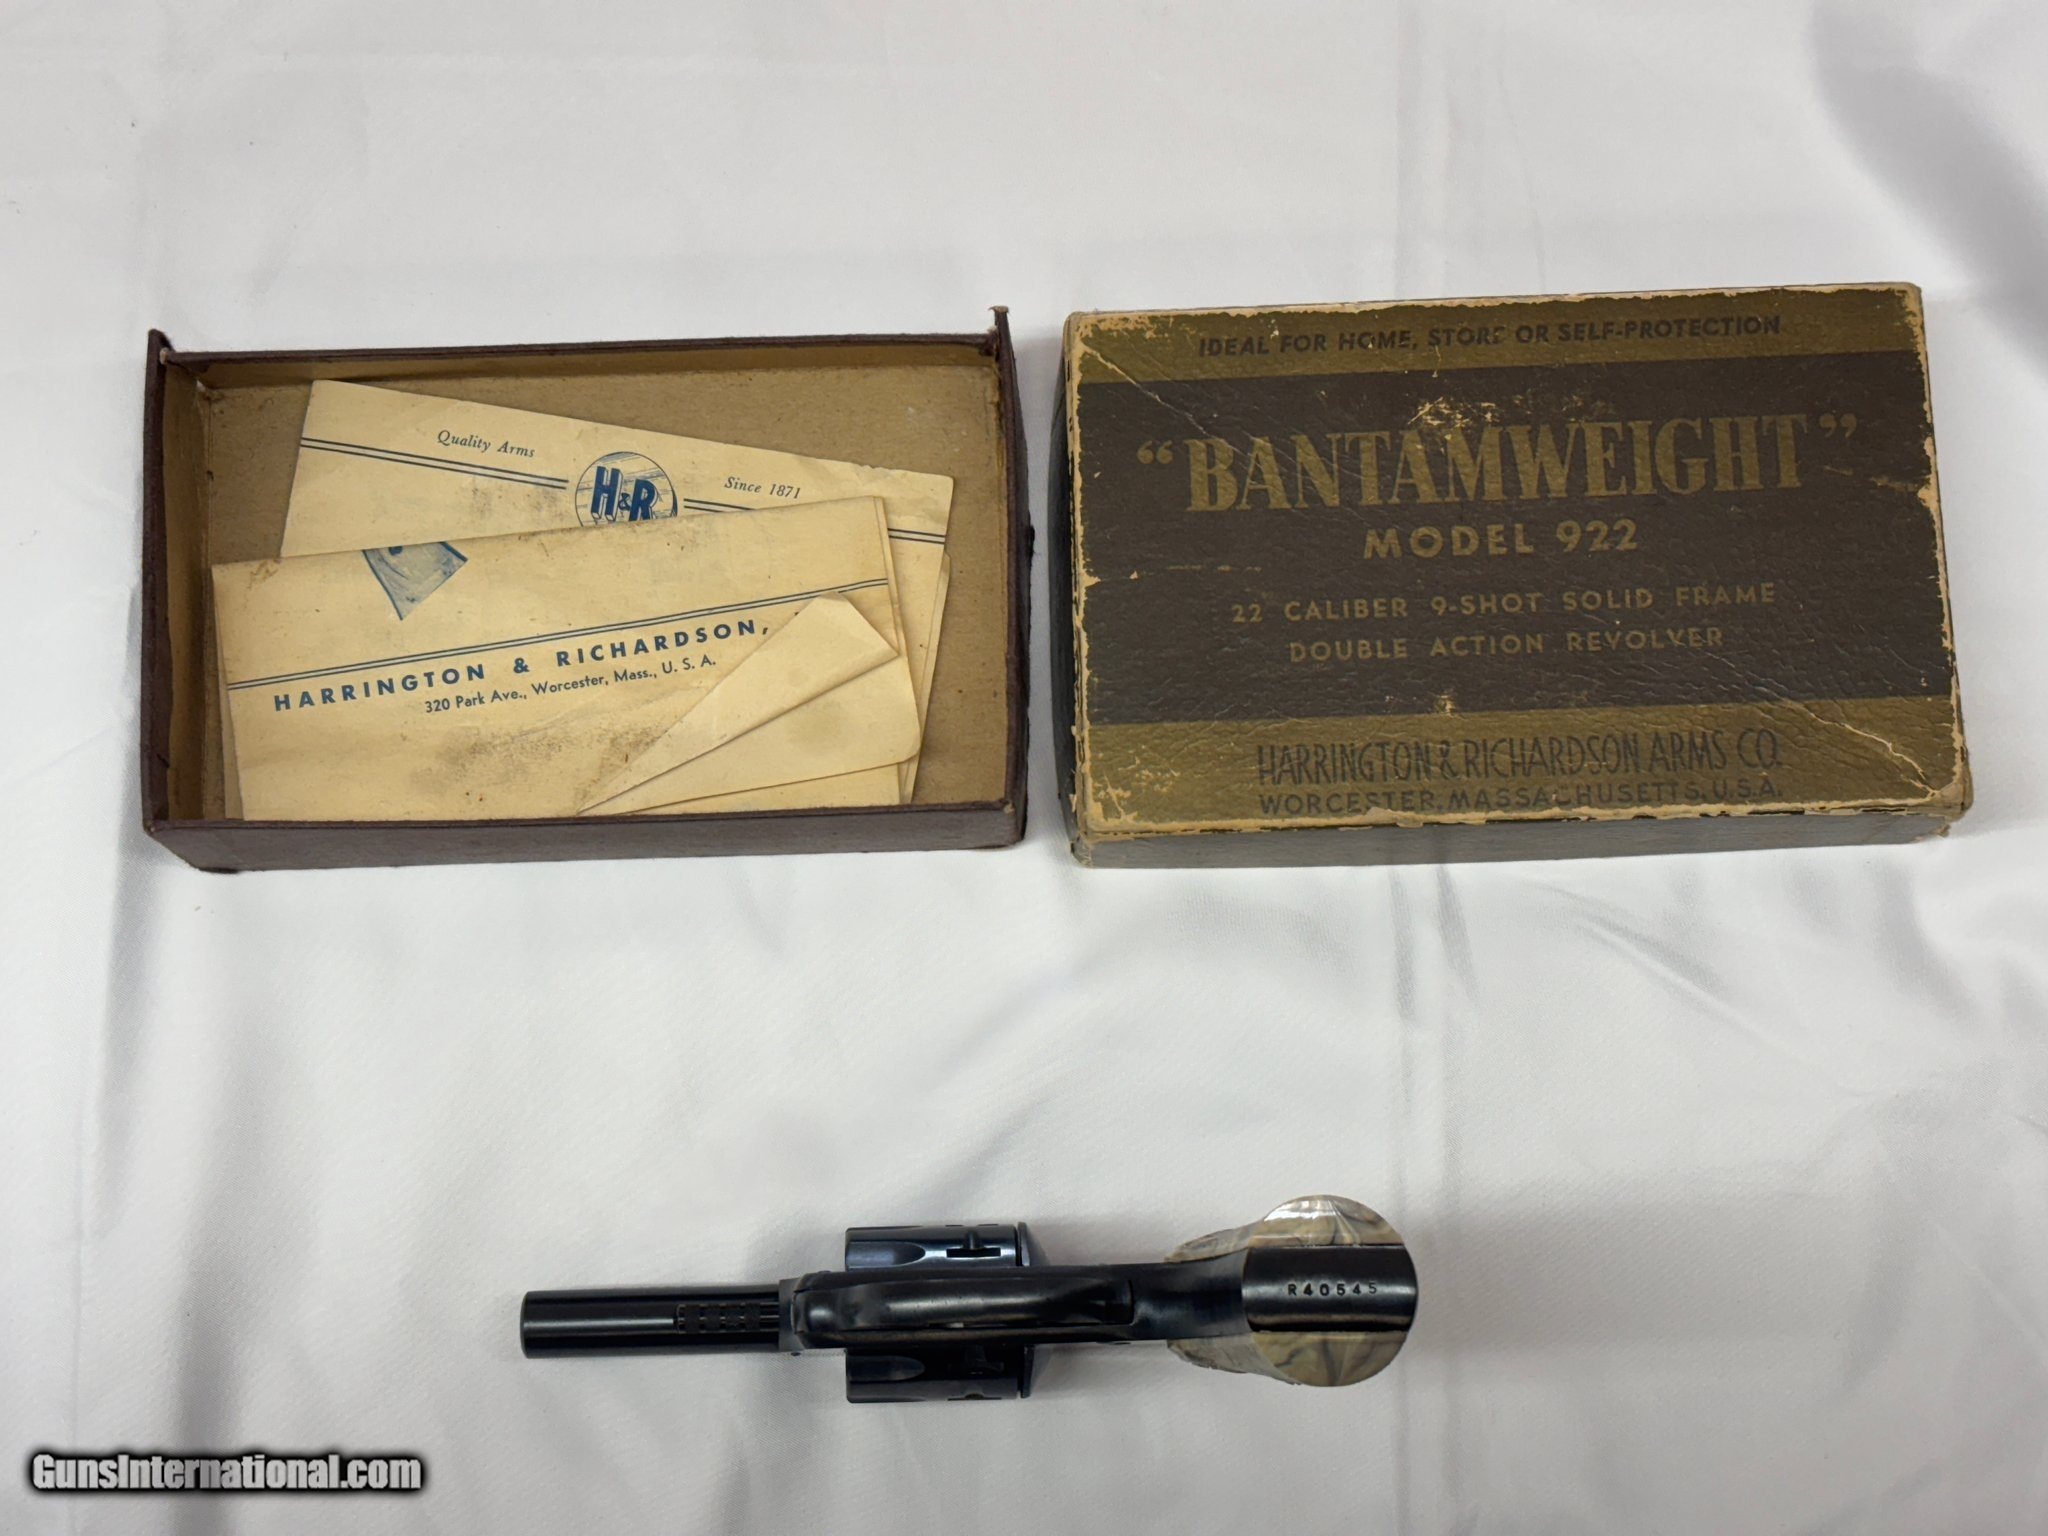 Quality Arms
H&R
Since 1871
HARRINGTON & RICHARDSON,
320 Park Ave., Worcester, Mass., U. S. A.
IDEAL FOR HOME, STORE OR SELF-PROTECTION
"BANTAMWEIGHT"
MODEL 922
22 CALIBER 9-SHOT SOLID FRAME
DOUBLE ACTION REVOLVER
HARRINGTON & RICHARDSON ARMS CO.
WORCESTER, MASSACHUSETTS, U.S.A.
R40545
GunsInternational.com